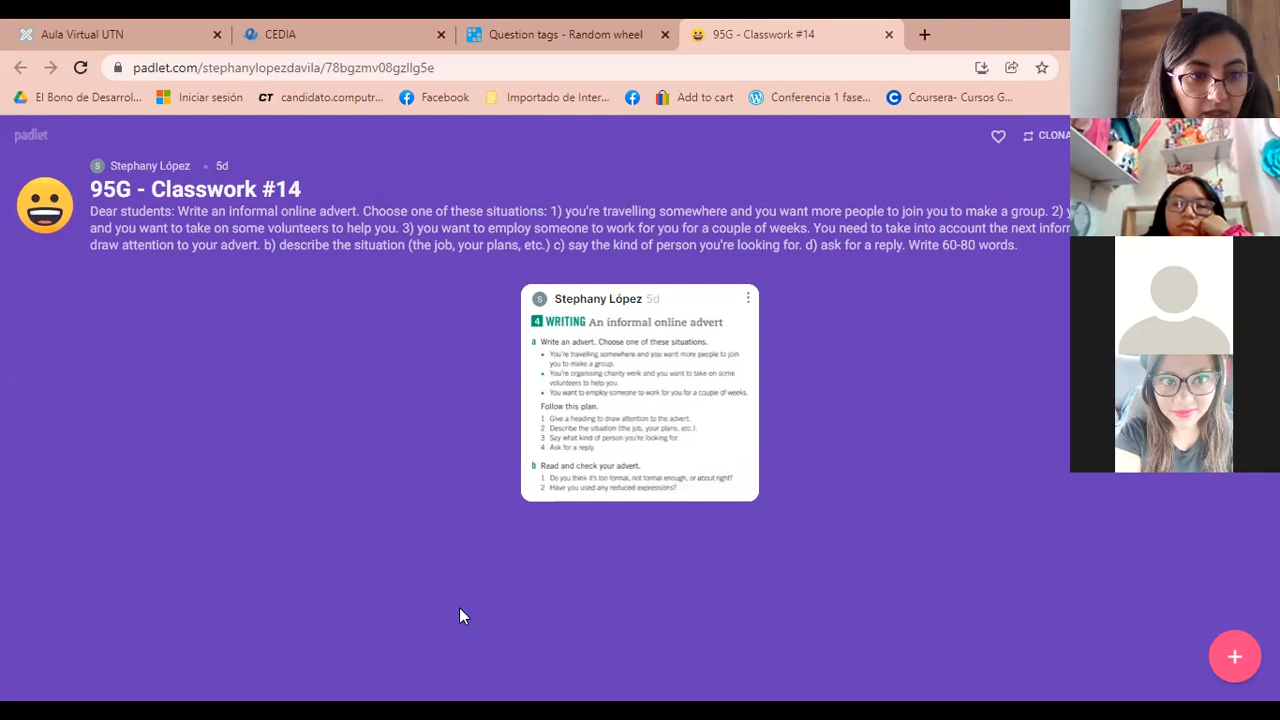 Aula Virtual UTN
CEDIA
Question tags - Random wheel
95G - Classwork #14
padlet.com/stephanylopezdavila/78bgzmv08gzllg5e
El Bono de Desarrol...
Iniciar sesión
CT candidato.computr...
Facebook
Importado de Inter...
Add to cart
Conferencia 1 fase...
Coursera- Cursos G...
padlet
CLONA
S Stephany López • 5d
95G - Classwork #14
Dear students: Write an informal online advert. Choose one of these situations: 1) you're travelling somewhere and you want more people to join you to make a group. 2) y
and you want to take on some volunteers to help you. 3) you want to employ someone to work for you for a couple of weeks. You need to take into account the next infor
draw attention to your advert. b) describe the situation (the job, your plans, etc.) c) say the kind of person you're looking for. d) ask for a reply. Write 60-80 words.
S Stephany López 5d
4 WRITING An informal online advert
a Write an advert. Choose one of these situations.
• You're travelling somewhere and you want more people to join
you to make a group.
• You're organising charity work and you want to take on some
volunteers to help you.
• You want to employ someone to work for you for a couple of weeks.
Follow this plan.
1 Give a heading to draw attention to the advert.
2 Describe the situation (the job, your plans, etc.).
3 Say what kind of person you're looking for.
4 Ask for a reply.
b Read and check your advert.
1 Do you think it's too formal, not formal enough, or about right?
2 Have you used any reduced expressions?